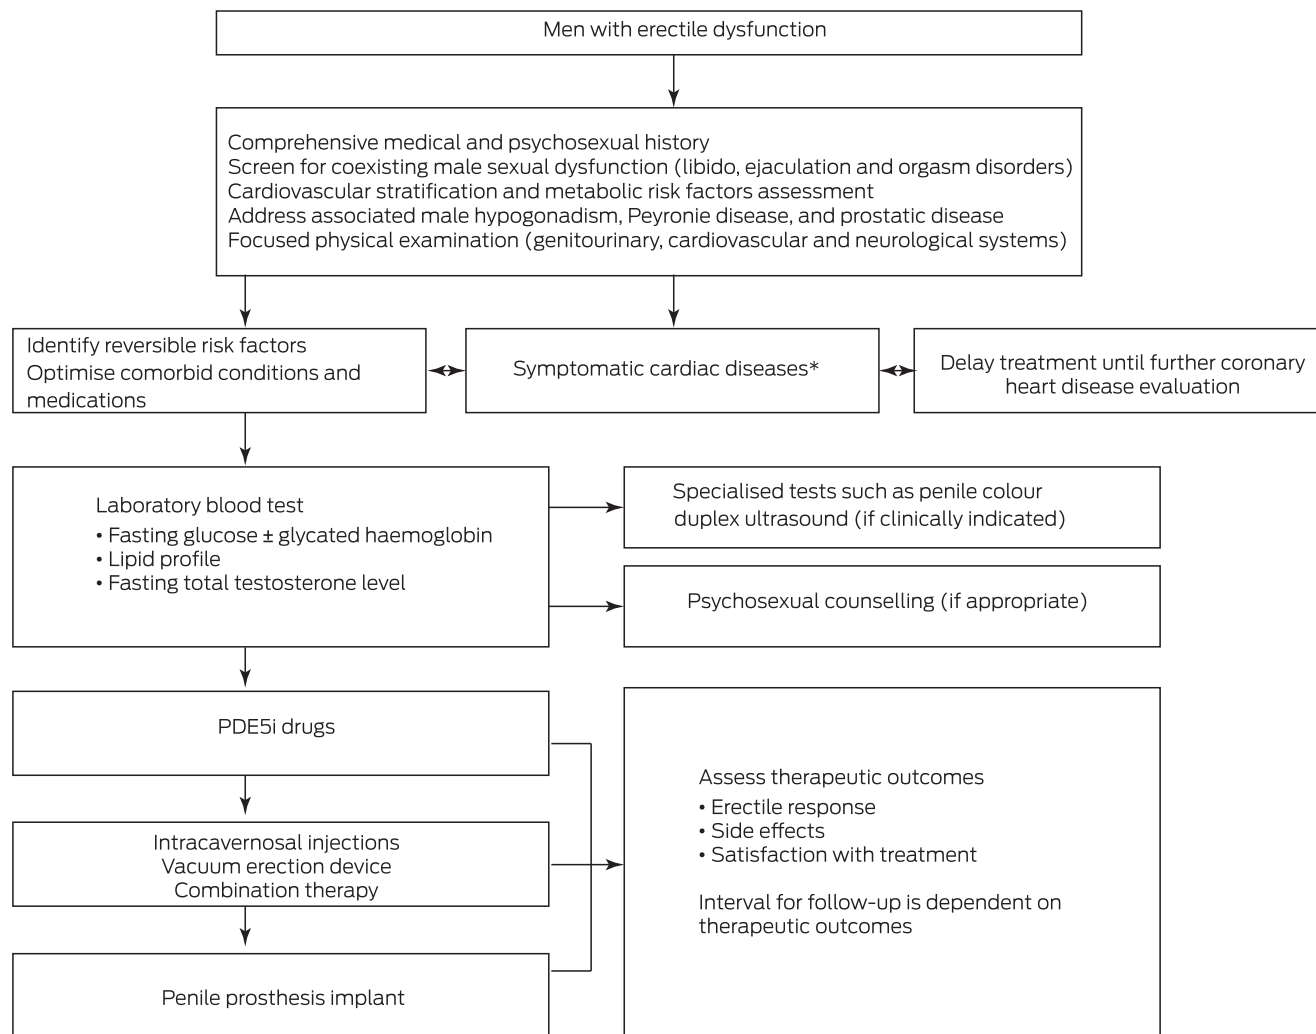 Men with erectile dysfunction
Comprehensive medical and psychosexual history
Screen for coexisting male sexual dysfunction (libido, ejaculation and orgasm disorders)
Cardiovascular stratification and metabolic risk factors assessment
Address associated male hypogonadism, Peyronie disease, and prostatic disease
Focused physical examination (genitourinary, cardiovascular and neurological systems)
Identify reversible risk factors
Optimise comorbid conditions and
medications
Symptomatic cardiac diseases*
Delay treatment until further coronary
heart disease evaluation
Laboratory blood test
• Fasting glucose ± glycated haemoglobin
• Lipid profile
• Fasting total testosterone level
Specialised tests such as penile colour
duplex ultrasound (if clinically indicated)
Psychosexual counselling (if appropriate)
PDE5i drugs
Intracavernosal injections
Vacuum erection device
Combination therapy
Penile prosthesis implant
Assess therapeutic outcomes
• Erectile response
• Side effects
• Satisfaction with treatment
Interval for follow-up is dependent on
therapeutic outcomes